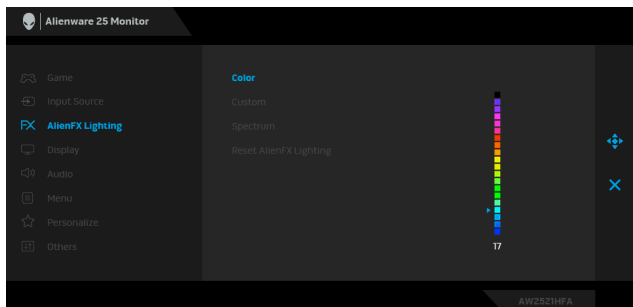 Alienware 25 Monitor
Game
Input Source
FX AlienFX Lighting
Display
Audio
Menu
Personalize
Others
Color
Custom
Spectrum
Reset AlienFX Lighting
17
AW2521HFA